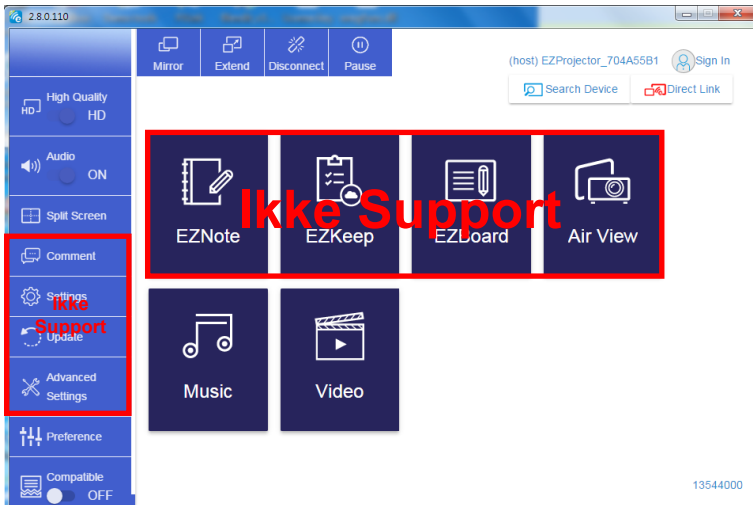 2.8.0.110
Mirror
Extend
Disconnect
Pause
(host) EZProjector_704A55B1
Sign In
Search Device
Direct Link
High Quality
HD
HD
Audio
ON
Split Screen
Comment
Settings
Update
Ikke
Support
Advanced
Settings
Preference
Compatible
OFF
EZNote
EZKeep
EZBoard
Air View
Ikke Support
Music
Video
13544000